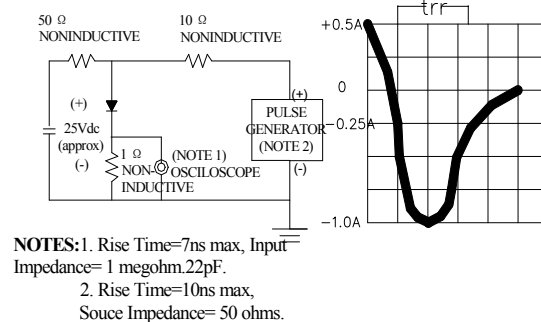 50 Ω
NONINDUCTIVE
10 Ω
NONINDUCTIVE
(+)
25Vdc
(approx)
(-)
1 Ω
NON-
INDUCTIVE
(NOTE 1)
OSCILOSCOPE
(+)
PULSE
GENERATOR
(NOTE 2)
(-)
trr
+0.5A
0
-0.25A
-1.0A
NOTES:1. Rise Time=7ns max, Input
Impedance= 1 megohm.22pF.
2. Rise Time=10ns max,
Souce Impedance= 50 ohms.